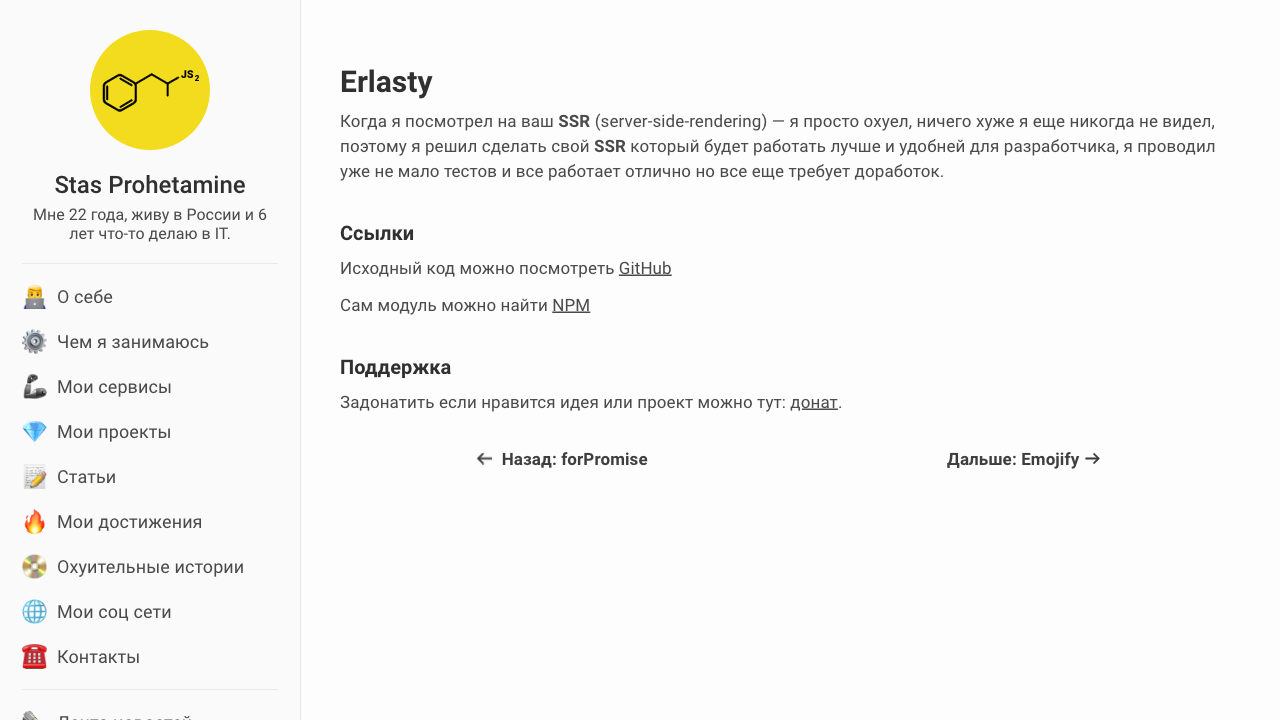 JS2
Stas Prohetamine
Мне 22 года, живу в России и 6
лет что-то делаю в IT.
О себе
Чем я занимаюсь
Мои сервисы
Мои проекты
Статьи
Мои достижения
Охуительные истории
Мои соц сети
Контакты
Лента новостей
Erlasty
Когда я посмотрел на ваш SSR (server-side-rendering) — я просто охуел, ничего хуже я еще никогда не видел,
поэтому я решил сделать свой SSR который будет работать лучше и удобней для разработчика, я проводил
уже не мало тестов и все работает отлично но все еще требует доработок.
Ссылки
Исходный код можно посмотреть GitHub
Сам модуль можно найти NPM
Поддержка
Задонатить если нравится идея или проект можно тут: донат.
← Назад: forPromise
Дальше: Emojify →